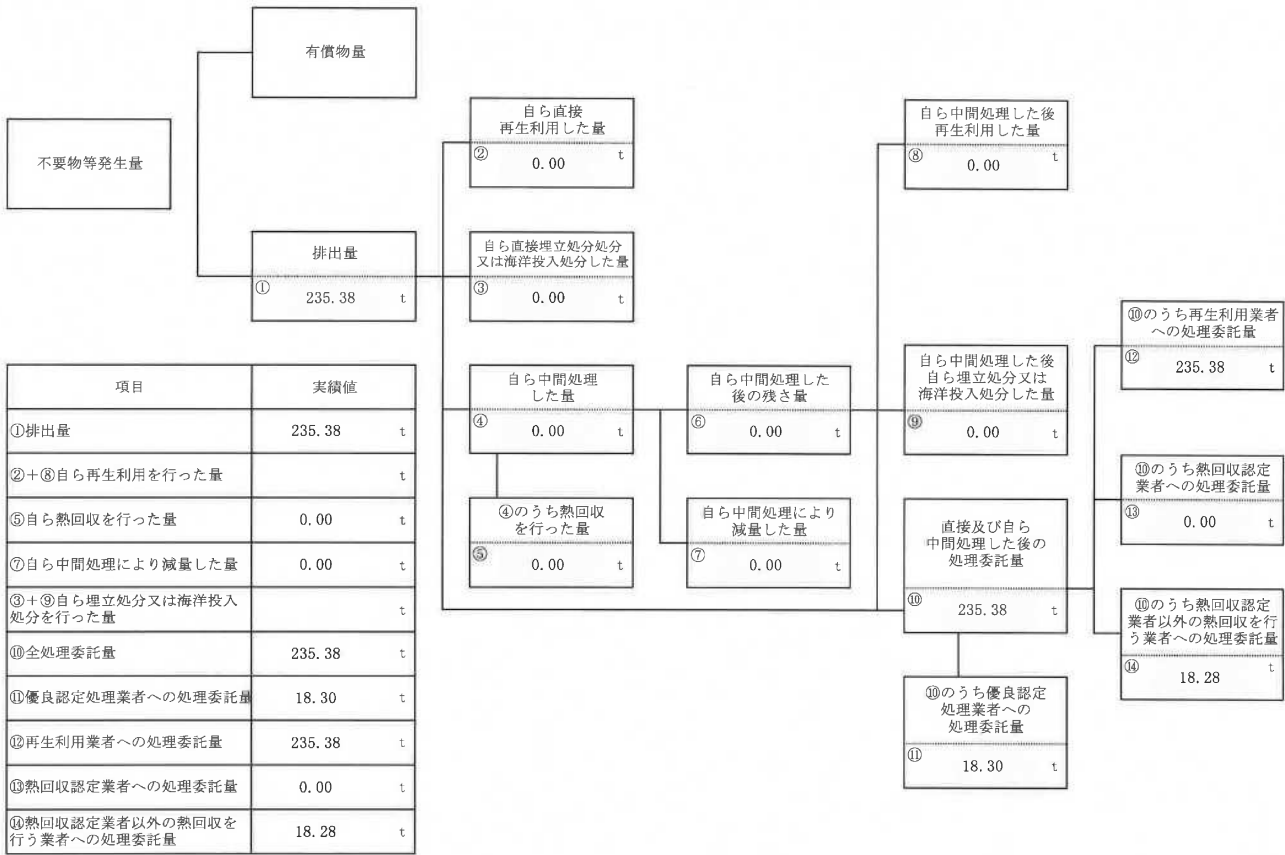 有償物量
不要物等発生量
排出量
① 235.38 t
自ら直接
再生利用した量
② 0.00 t
自ら直接埋立処分処分
又は海洋投入処分した量
③ 0.00 t
自ら中間処理
した量
④ 0.00 t
④のうち熱回収
を行った量
⑤ 0.00 t
自ら中間処理した
後の残さ量
⑥ 0.00 t
自ら中間処理により
減量した量
⑦ 0.00 t
自ら中間処理した後
再生利用した量
⑧ 0.00 t
自ら中間処理した後
自ら埋立処分又は
海洋投入処分した量
⑨ 0.00 t
直接及び自ら
中間処理した後の
処理委託量
⑩ 235.38 t
⑩のうち優良認定
処理業者への
処理委託量
⑪ 18.30 t
⑩のうち再生利用業者
への処理委託量
⑫ 235.38 t
⑩のうち熱回収認定
業者への処理委託量
⑬ 0.00 t
⑩のうち熱回収認定
業者以外の熱回収を行
う業者への処理委託量
⑭ 18.28 t
項目 実績値
①排出量 235.38 t
②+⑧自ら再生利用を行った量 t
⑤自ら熱回収を行った量 0.00 t
⑦自ら中間処理により減量した量 0.00 t
③+⑨自ら埋立処分又は海洋投入
処分を行った量 t
⑩全処理委託量 235.38 t
⑪優良認定処理業者への処理委託量 18.30 t
⑫再生利用業者への処理委託量 235.38 t
⑬熱回収認定業者への処理委託量 0.00 t
⑭熱回収認定業者以外の熱回収を
行う業者への処理委託量 18.28 t